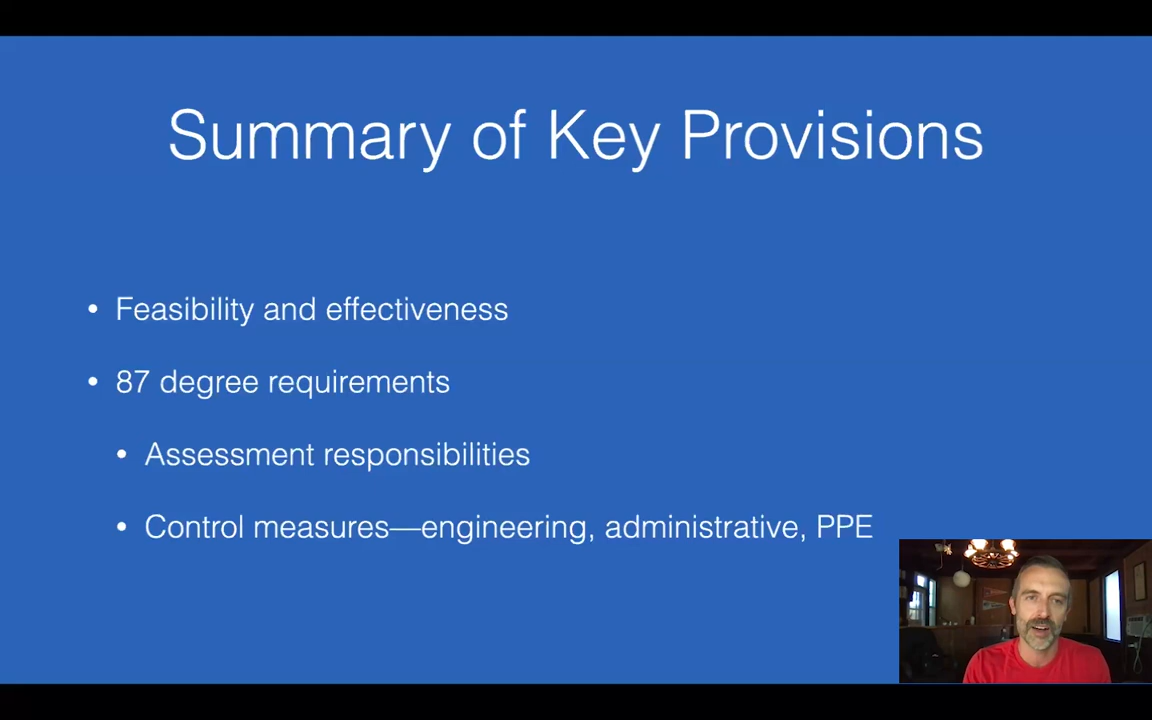 Summary of Key Provisions
• Feasibility and effectiveness
• 87 degree requirements
• Assessment responsibilities
• Control measures—engineering, administrative, PPE